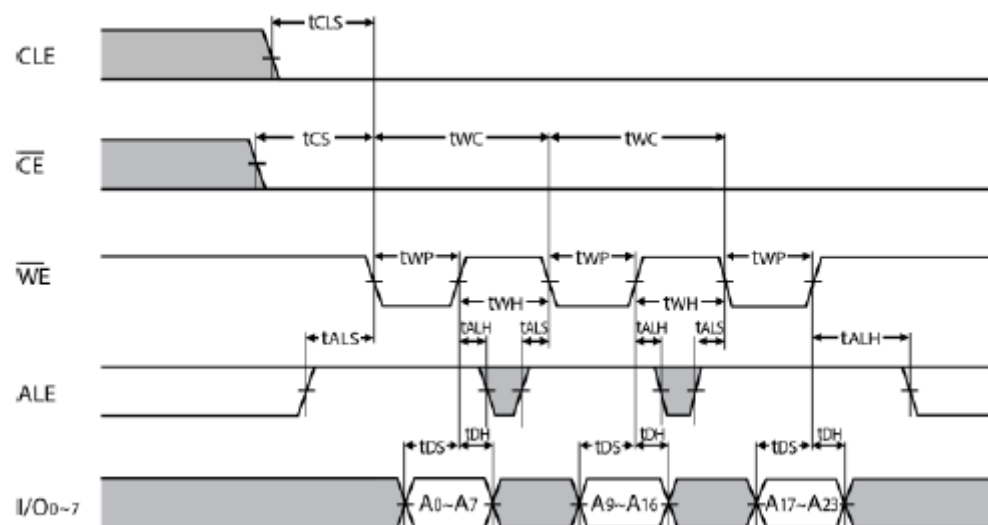 tCLS
CLE
tCS tWC tWC
CE
tWP tWP tWP
WE
tWH tWH
tALS tALH tALS tALH tALS tALH
ALE
tDS tDH tDS tDH tDS tDH
I/O0~7 A0~A7 A9~A16 A17~A23